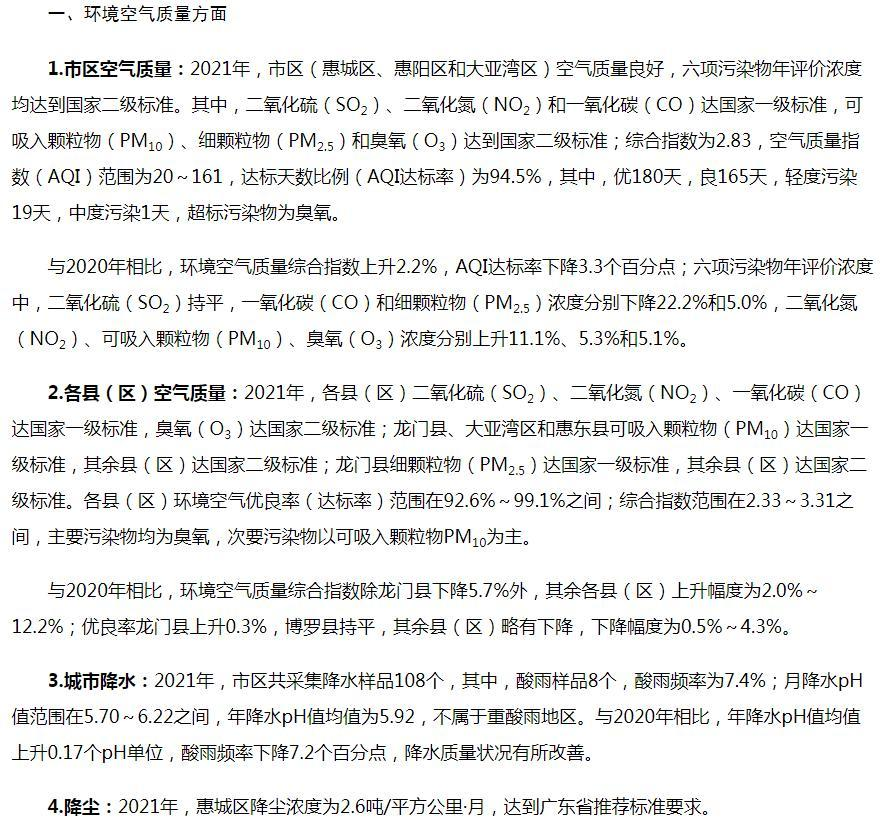 一、环境空气质量方面
1.市区空气质量：2021年，市区（惠城区、惠阳区和大亚湾区）空气质量良好，六项污染物年评价浓度
均达到国家二级标准。其中，二氧化硫（SO₂）、二氧化氮（NO₂）和一氧化碳（CO）达国家一级标准，可
吸入颗粒物（PM₁₀）、细颗粒物（PM₂.₅）和臭氧（O₃）达到国家二级标准；综合指数为2.83，空气质量指
数（AQI）范围为20～161，达标天数比例（AQI达标率）为94.5%，其中，优180天，良165天，轻度污染
19天，中度污染1天，超标污染物为臭氧。
与2020年相比，环境空气质量综合指数上升2.2%，AQI达标率下降3.3个百分点；六项污染物年评价浓度
中，二氧化硫（SO₂）持平，一氧化碳（CO）和细颗粒物（PM₂.₅）浓度分别下降22.2%和5.0%，二氧化氮
（NO₂）、可吸入颗粒物（PM₁₀）、臭氧（O₃）浓度分别上升11.1%、5.3%和5.1%。
2.各县（区）空气质量：2021年，各县（区）二氧化硫（SO₂）、二氧化氮（NO₂）、一氧化碳（CO）
达国家一级标准，臭氧（O₃）达国家二级标准；龙门县、大亚湾区和惠东县可吸入颗粒物（PM₁₀）达国家一
级标准，其余县（区）达国家二级标准；龙门县细颗粒物（PM₂.₅）达国家一级标准，其余县（区）达国家二
级标准。各县（区）环境空气优良率（达标率）范围在92.6%～99.1%之间；综合指数范围在2.33～3.31之
间，主要污染物均为臭氧，次要污染物以可吸入颗粒物PM₁₀为主。
与2020年相比，环境空气质量综合指数除龙门县下降5.7%外，其余各县（区）上升幅度为2.0%～
12.2%；优良率龙门县上升0.3%，博罗县持平，其余县（区）略有下降，下降幅度为0.5%～4.3%。
3.城市降水：2021年，市区共采集降水样品108个，其中，酸雨样品8个，酸雨频率为7.4%；月降水pH
值范围在5.70～6.22之间，年降水pH值均值为5.92，不属于重酸雨地区。与2020年相比，年降水pH值均值
上升0.17个pH单位，酸雨频率下降7.2个百分点，降水质量状况有所改善。
4.降尘：2021年，惠城区降尘浓度为2.6吨/平方公里·月，达到广东省推荐标准要求。